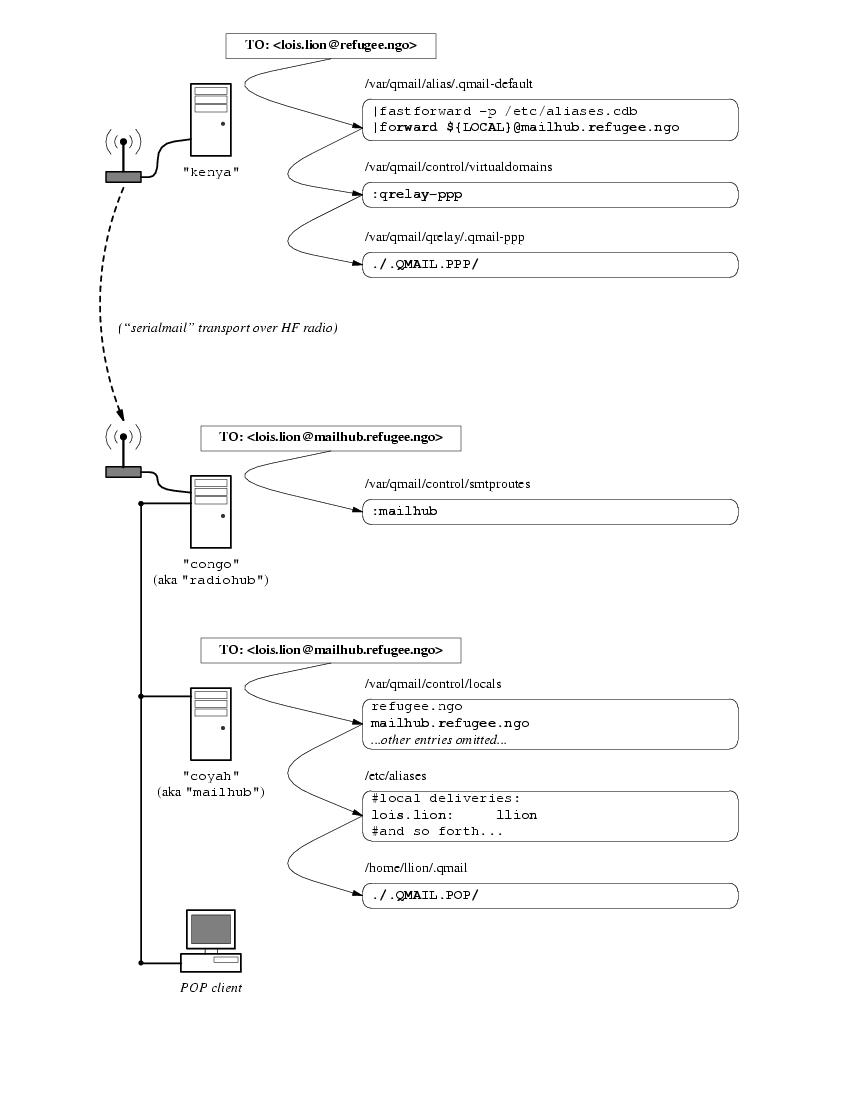 TO: <lois.lion@refugee.ngo>
/var/qmail/alias/.qmail-default
|fastforward -p /etc/aliases.cdb
|forward ${LOCAL}@mailhub.refugee.ngo
"kenya"
/var/qmail/control/virtualdomains
:qrelay-ppp
/var/qmail/qrelay/.qmail-ppp
./.QMAIL.PPP/
(“serialmail” transport over HF radio)
TO: <lois.lion@mailhub.refugee.ngo>
/var/qmail/control/smtproutes
:mailhub
"congo"
(aka "radiohub")
TO: <lois.lion@mailhub.refugee.ngo>
/var/qmail/control/locals
refugee.ngo
mailhub.refugee.ngo
...other entries omitted...
"coyah"
(aka "mailhub")
/etc/aliases
#local deliveries:
lois.lion: llion
#and so forth...
/home/llion/.qmail
./.QMAIL.POP/
POP client